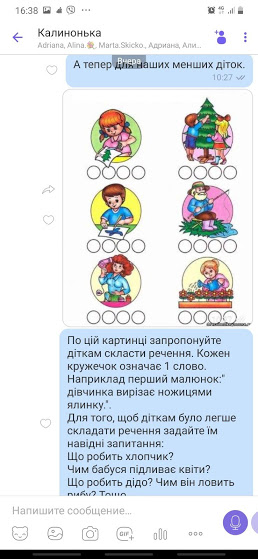 16:38
Калинонька
Adriana, Alina.🌺, Marta.Skicko., Адриана, Али...
Вчера
А тепер для наших менших діток.
10:27
По цій картинці запропонуйте
діткам скласти речення. Кожен
кружечок означає 1 слово.
Наприклад перший малюнок:"
дівчинка вирізає ножицями
ялинку.".
Для того, щоб діткам було легше
складати речення задайте їм
навідні запитання:
Що робить хлопчик?
Чим бабуся підливає квіти?
Що робить дідо? Чим він ловить
рибу? Тощо
Напишите сообщение...
GIF